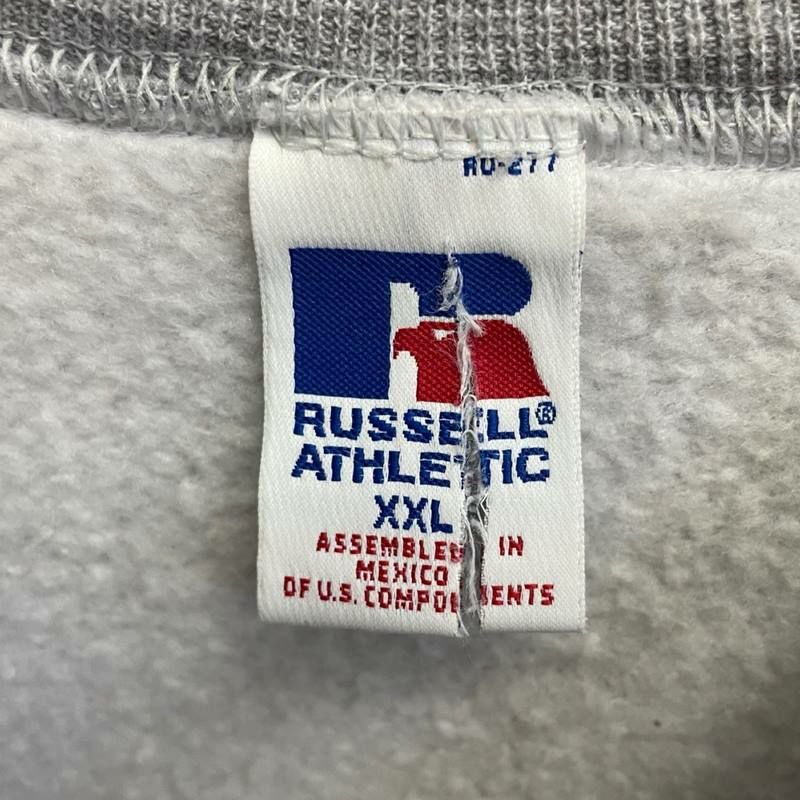 RU-277
RUSSELL®
ATHLETIC
XXL
ASSEMBLED IN
MEXICO
OF U.S. COMPONENTS